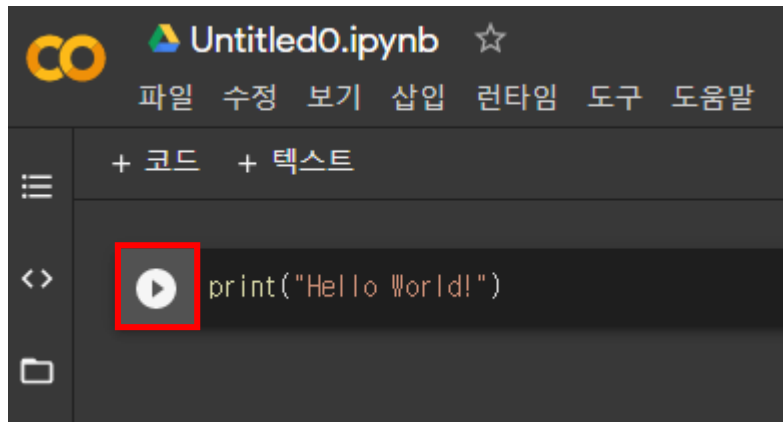 Untitled0.ipynb
파일 수정 보기 삽입 런타임 도구 도움말
+ 코드 + 텍스트
print("Hello World!")